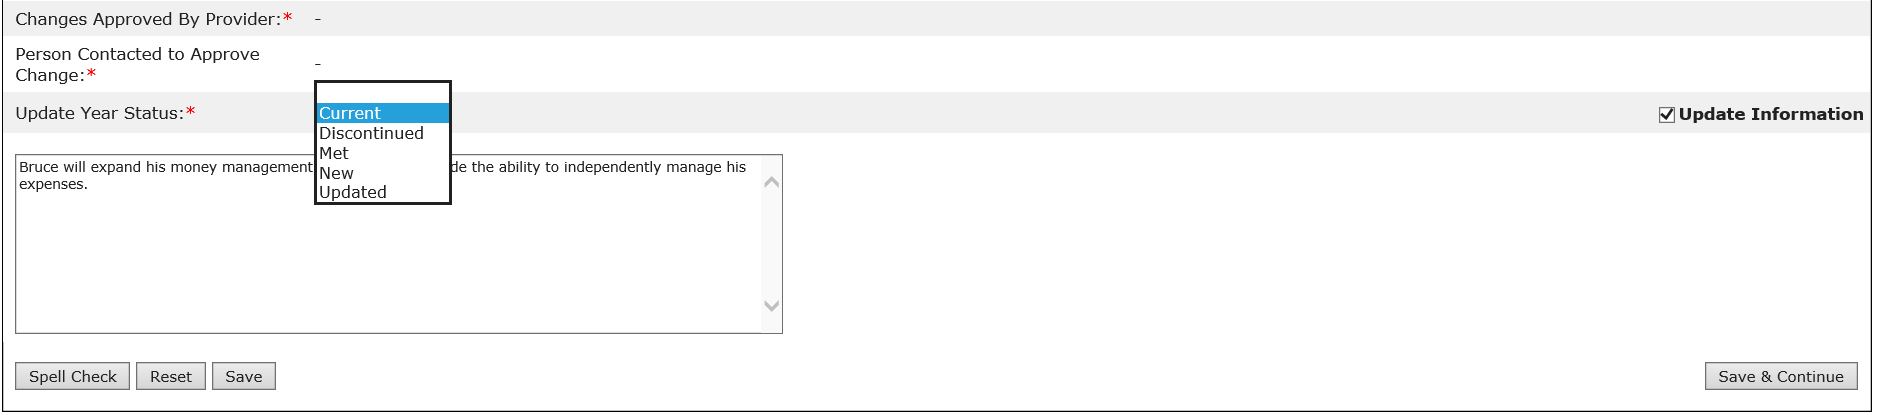 Changes Approved By Provider:* -
Person Contacted to Approve
Change:* -
Update Year Status:*
Current
Discontinued
Met
New
Updated
Update Information
Bruce will expand his money management de the ability to independently manage his
expenses.
Spell Check Reset Save Save & Continue